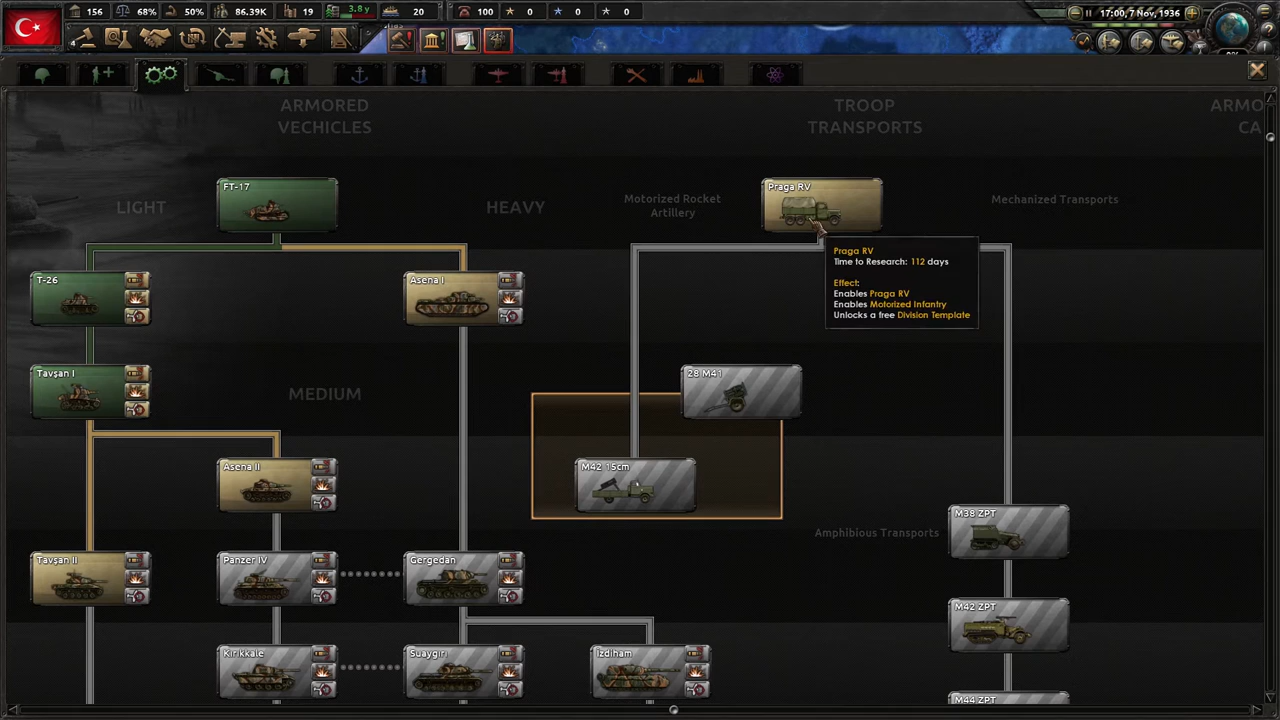 156
68%
50%
86.39K
19
3.8 y
20
100
0
0
0
17:00, 7 Nov, 1936
4
ARMORED
VECHICLES
TROOP
TRANSPORTS
ARMO
CA
LIGHT
HEAVY
Motorized Rocket
Artillery
Mechanized Transports
FT-17
Praga RV
Praga RV
Time to Research: 112 days
Effect:
Enables Praga RV
Enables Motorized Infantry
Unlocks a free Division Template
T-26
Asena I
Tavşan I
MEDIUM
28 M41
Asena II
M42 15cm
Amphibious Transports
M38 ZPT
Tavşan II
Panzer IV
Gergedan
M42 ZPT
Kirikkale
Suaygiri
Izdiham
M44 ZPT